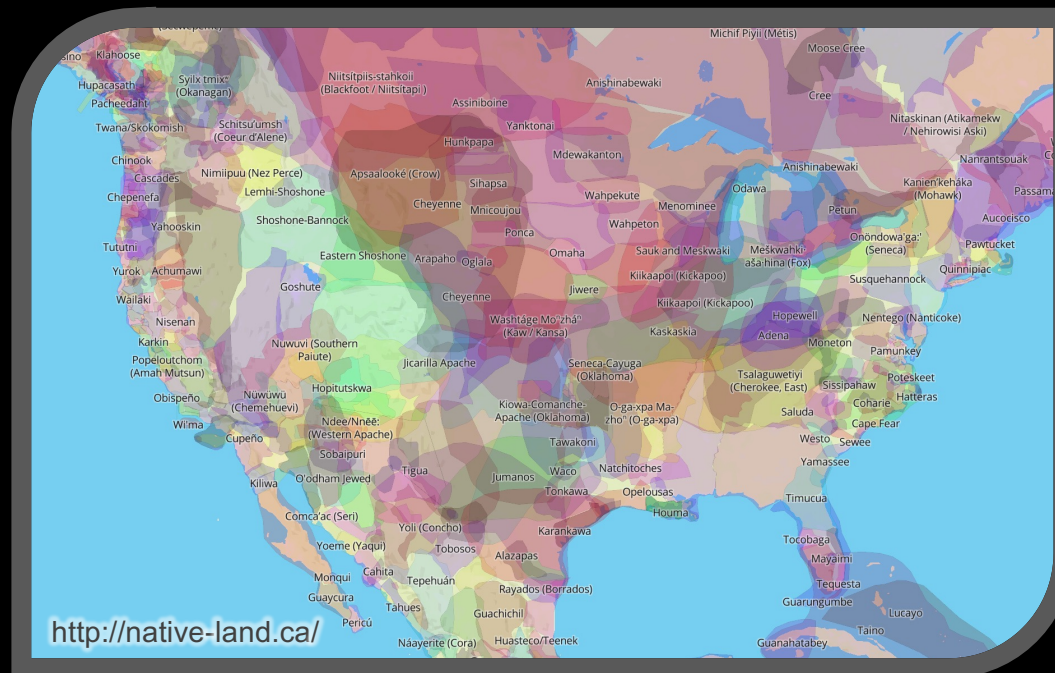 Michif Piyii (Métis)
Moose Cree
Klahoose
Niitsítpiis-stahkoii
(Blackfoot / Niitsítapi )
Anishinabewaki
Syilx tmixʷ
(Okanagan)
Hupacasath
Cree
Assiniboine
Pacheedaht
Nitaskinan (Atikamekw
/ Nehirowisi Aski)
Schitsu'umsh
(Coeur d'Alene)
Twana/Skokomish
Yanktonai
Hunkpapa
Mdewakanton
Nanrantsouak
Chinook
Anishinabewaki
Nimiipuu (Nez Perce)
Apsaalooké (Crow)
Cascades
Sihapsa
Kanien'kehá:ka
(Mohawk)
Lemhi-Shoshone
Odawa
Wahpekute
Chepenefa
Cheyenne
Mnicoujou
Menominee
Petun
Shoshone-Bannock
Wahpeton
Aucocisco
Yahooskin
Ponca
Onöndowa'ga:'
(Seneca)
Pawtucket
Tututni
Omaha
Sauk and Meskwaki
Meškwahki·
aša·hina (Fox)
Eastern Shoshone
Arapaho
Oglala
Quinnipiac
Yurok
Achumawi
Kiikaapoi (Kickapoo)
Susquehannock
Goshute
Jiwere
Wailaki
Cheyenne
Kiikaapoi (Kickapoo)
Hopewell
Nentego (Nanticoke)
Nisenan
Washtáge Moⁿzháⁿ
(Kaw / Kansa)
Kaskaskia
Adena
Karkin
Nuwuvi (Southern
Paiute)
Moneton
Pamunkey
Popeloutchom
(Amah Mutsun)
Jicarilla Apache
Seneca-Cayuga
(Oklahoma)
Tsalaguwetiyi
(Cherokee, East)
Poteskeet
Sissipahaw
Hopitutskwa
Hatteras
Obispeño
Nüwüwü
(Chemehuevi)
Kiowa-Comanche-
Apache (Oklahoma)
O-ga-xpa Ma-
zhoⁿ (O-ga-xpa)
Coharie
Saluda
Wi'ma
Ndee/Nnēē:
(Western Apache)
Cape Fear
Cupeño
Tawakoni
Westo
Sewee
Sobaipuri
Yamassee
Tigua
Waco
Natchitoches
Kiliwa
O'odham Jewed
Jumanos
Tonkawa
Opelousas
Timucua
Houma
Comca'ac (Seri)
Yoli (Concho)
Karankawa
Tocobaga
Yoeme (Yaqui)
Tobosos
Alazapas
Mayaimi
Monqui
Cahita
Tepehuán
Tequesta
Rayados (Borrados)
Guaycura
Tahues
Guarungumbe
Guachichil
Lucayo
Pericú
Taino
http://native-land.ca/
Náayerite (Cora)
Huasteco/Teenek
Guanahatabey